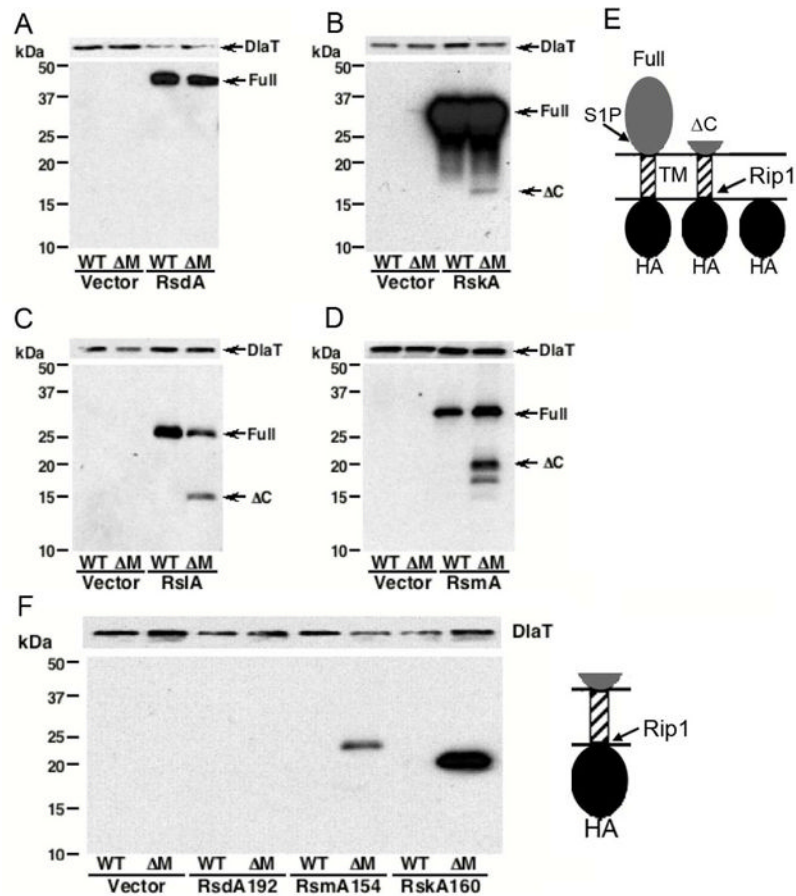 A
kDa
DlaT
50
Full
37
25
20
15
10
WT ΔM WT ΔM
Vector RsdA
B
kDa
DlaT
50
37
Full
25
20
ΔC
15
10
WT ΔM WT ΔM
Vector RskA
E
Full
S1P
ΔC
TM
Rip1
HA HA HA
C
kDa
DlaT
50
37
Full
25
20
15
ΔC
10
WT ΔM WT ΔM
Vector RslA
D
kDa
DlaT
50
37
Full
25
20
ΔC
15
10
WT ΔM WT ΔM
Vector RsmA
F
kDa
DlaT
50
37
25
20
15
10
WT ΔM WT ΔM WT ΔM WT ΔM
Vector RsdA192 RsmA154 RskA160
Rip1
HA